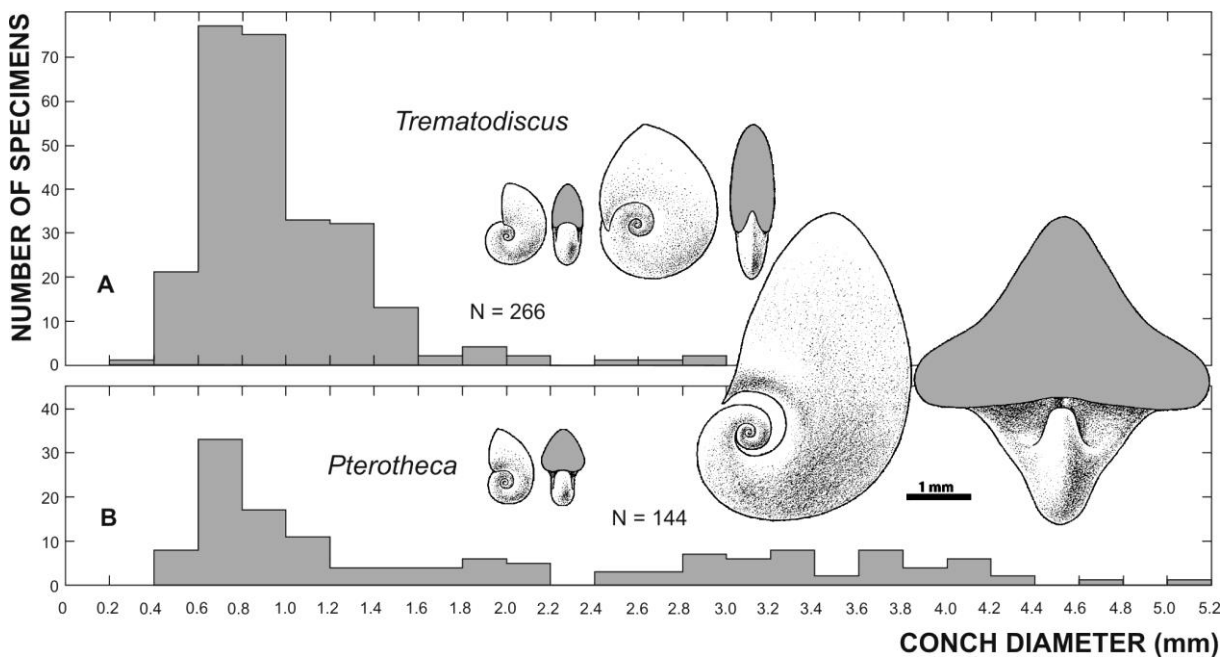 NUMBER OF SPECIMENS
70
60
50
40
30
20
10
0
A
Trematodiscus
N = 266
40
30
20
10
0
B
Pterotheca
N = 144
1 mm
0 0.2 0.4 0.6 0.8 1.0 1.2 1.4 1.6 1.8 2.0 2.2 2.4 2.6 2.8 3.0 3.2 3.4 3.6 3.8 4.0 4.2 4.4 4.6 4.8 5.0 5.2
CONCH DIAMETER (mm)